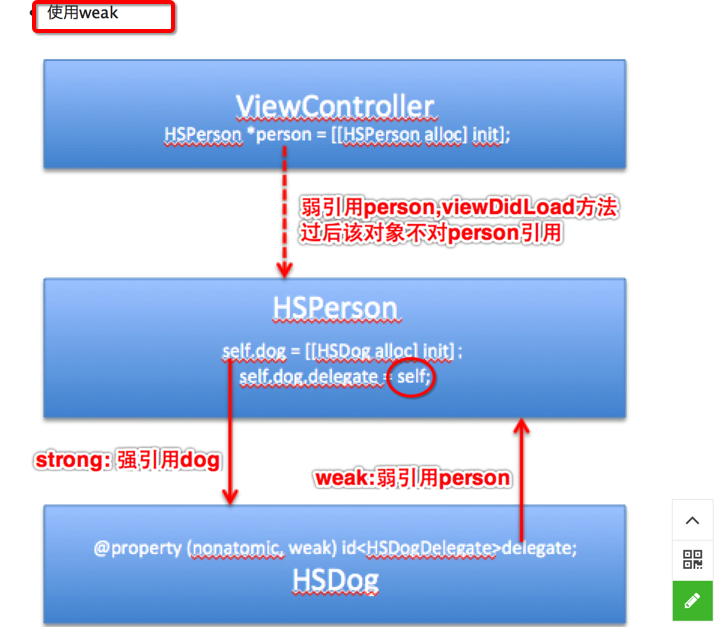 使用weak
ViewController
HSPerson *person = [[HSPerson alloc] init];
弱引用person,viewDidLoad方法
过后该对象不对person引用
HSPerson
self.dog = [[HSDog alloc] init] ;
self.dog.delegate = self;
strong: 强引用dog
weak:弱引用person
@property (nonatomic, weak) id<HSDogDelegate>delegate;
HSDog